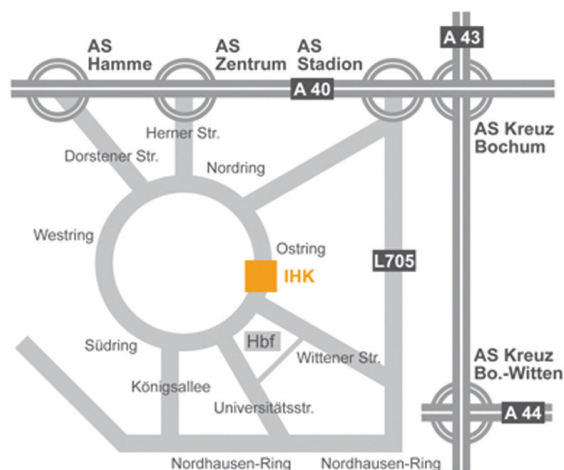 A 43
AS
Hamme
AS
Zentrum
AS
Stadion
A 40
AS Kreuz
Bochum
Herner Str.
Dorstener Str.
Nordring
Westring
Ostring
IHK
L705
Südring
Hbf
Wittener Str.
AS Kreuz
Bo.-Witten
Königsallee
Universitätsstr.
A 44
Nordhausen-Ring
Nordhausen-Ring